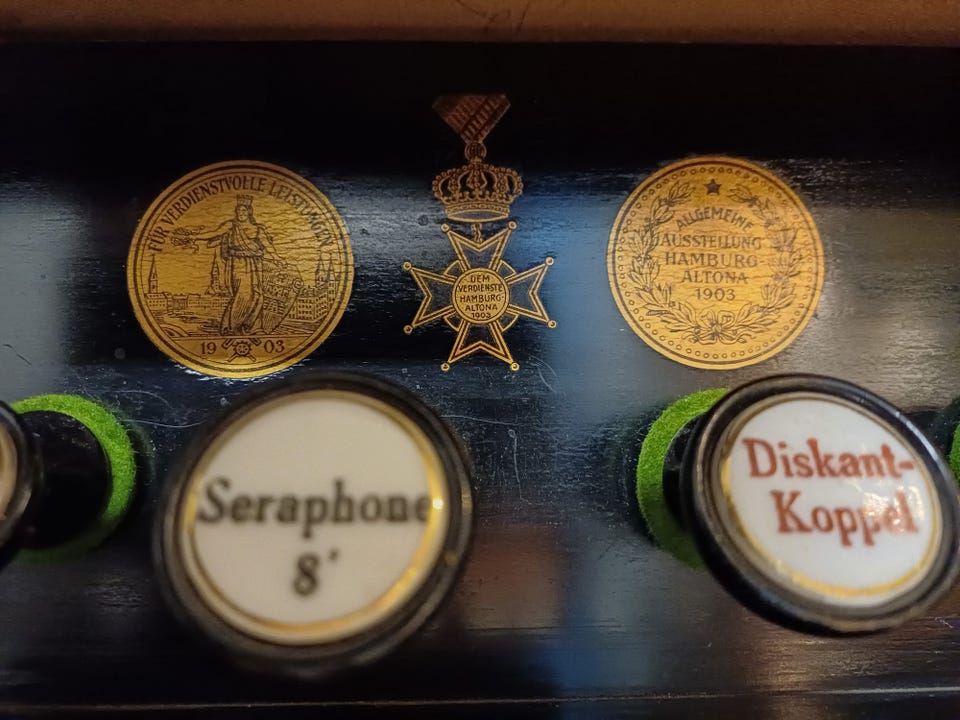 FÜR VERDIENSTVOLLE LEISTUNGEN
19 03
DEM
VERDIENSTE
HAMBURG-
ALTONA
1903
ALLGEMEINE
AUSSTELLUNG
HAMBURG
ALTONA
1903
Seraphone
8'
Diskant-
Koppel